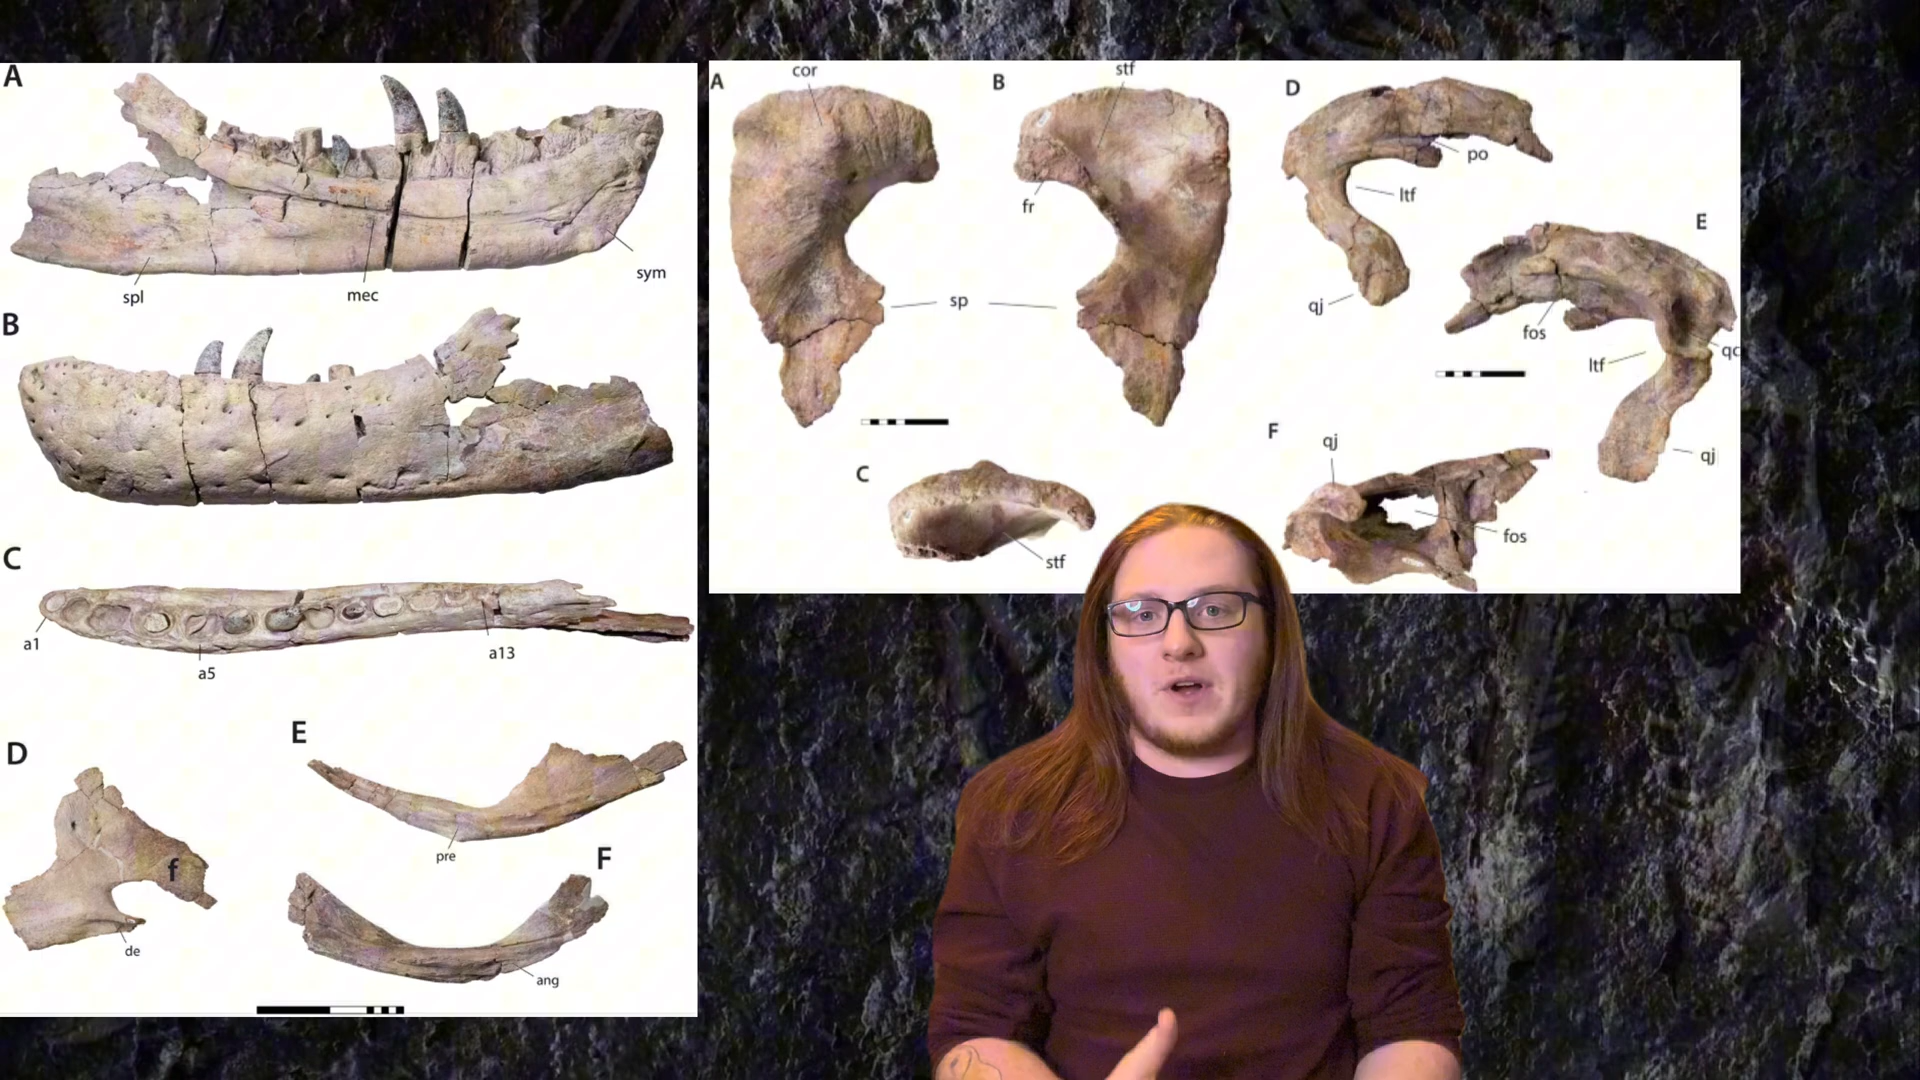 A
sym
spl
mec
B
C
a1
a5
a13
D
f
de
E
pre
F
ang
A
cor
B
stf
fr
sp
C
stf
D
po
ltf
qj
E
fos
ltf
qc
qj
F
qj
fos